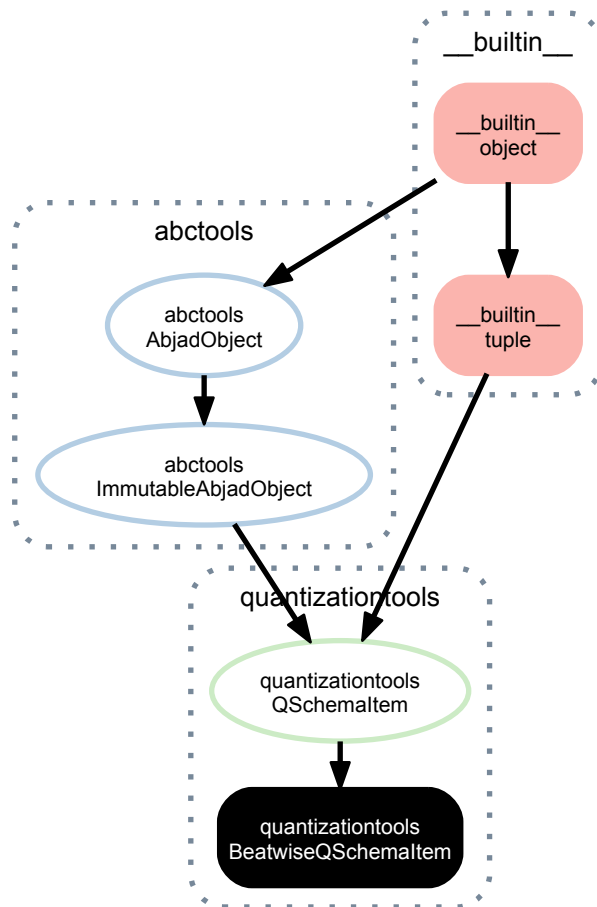 __builtin__
__builtin__
object
abctools
abctools
AbjadObject
__builtin__
tuple
abctools
ImmutableAbjadObject
quantizationtools
quantizationtools
QSchemaItem
quantizationtools
BeatwiseQSchemaItem